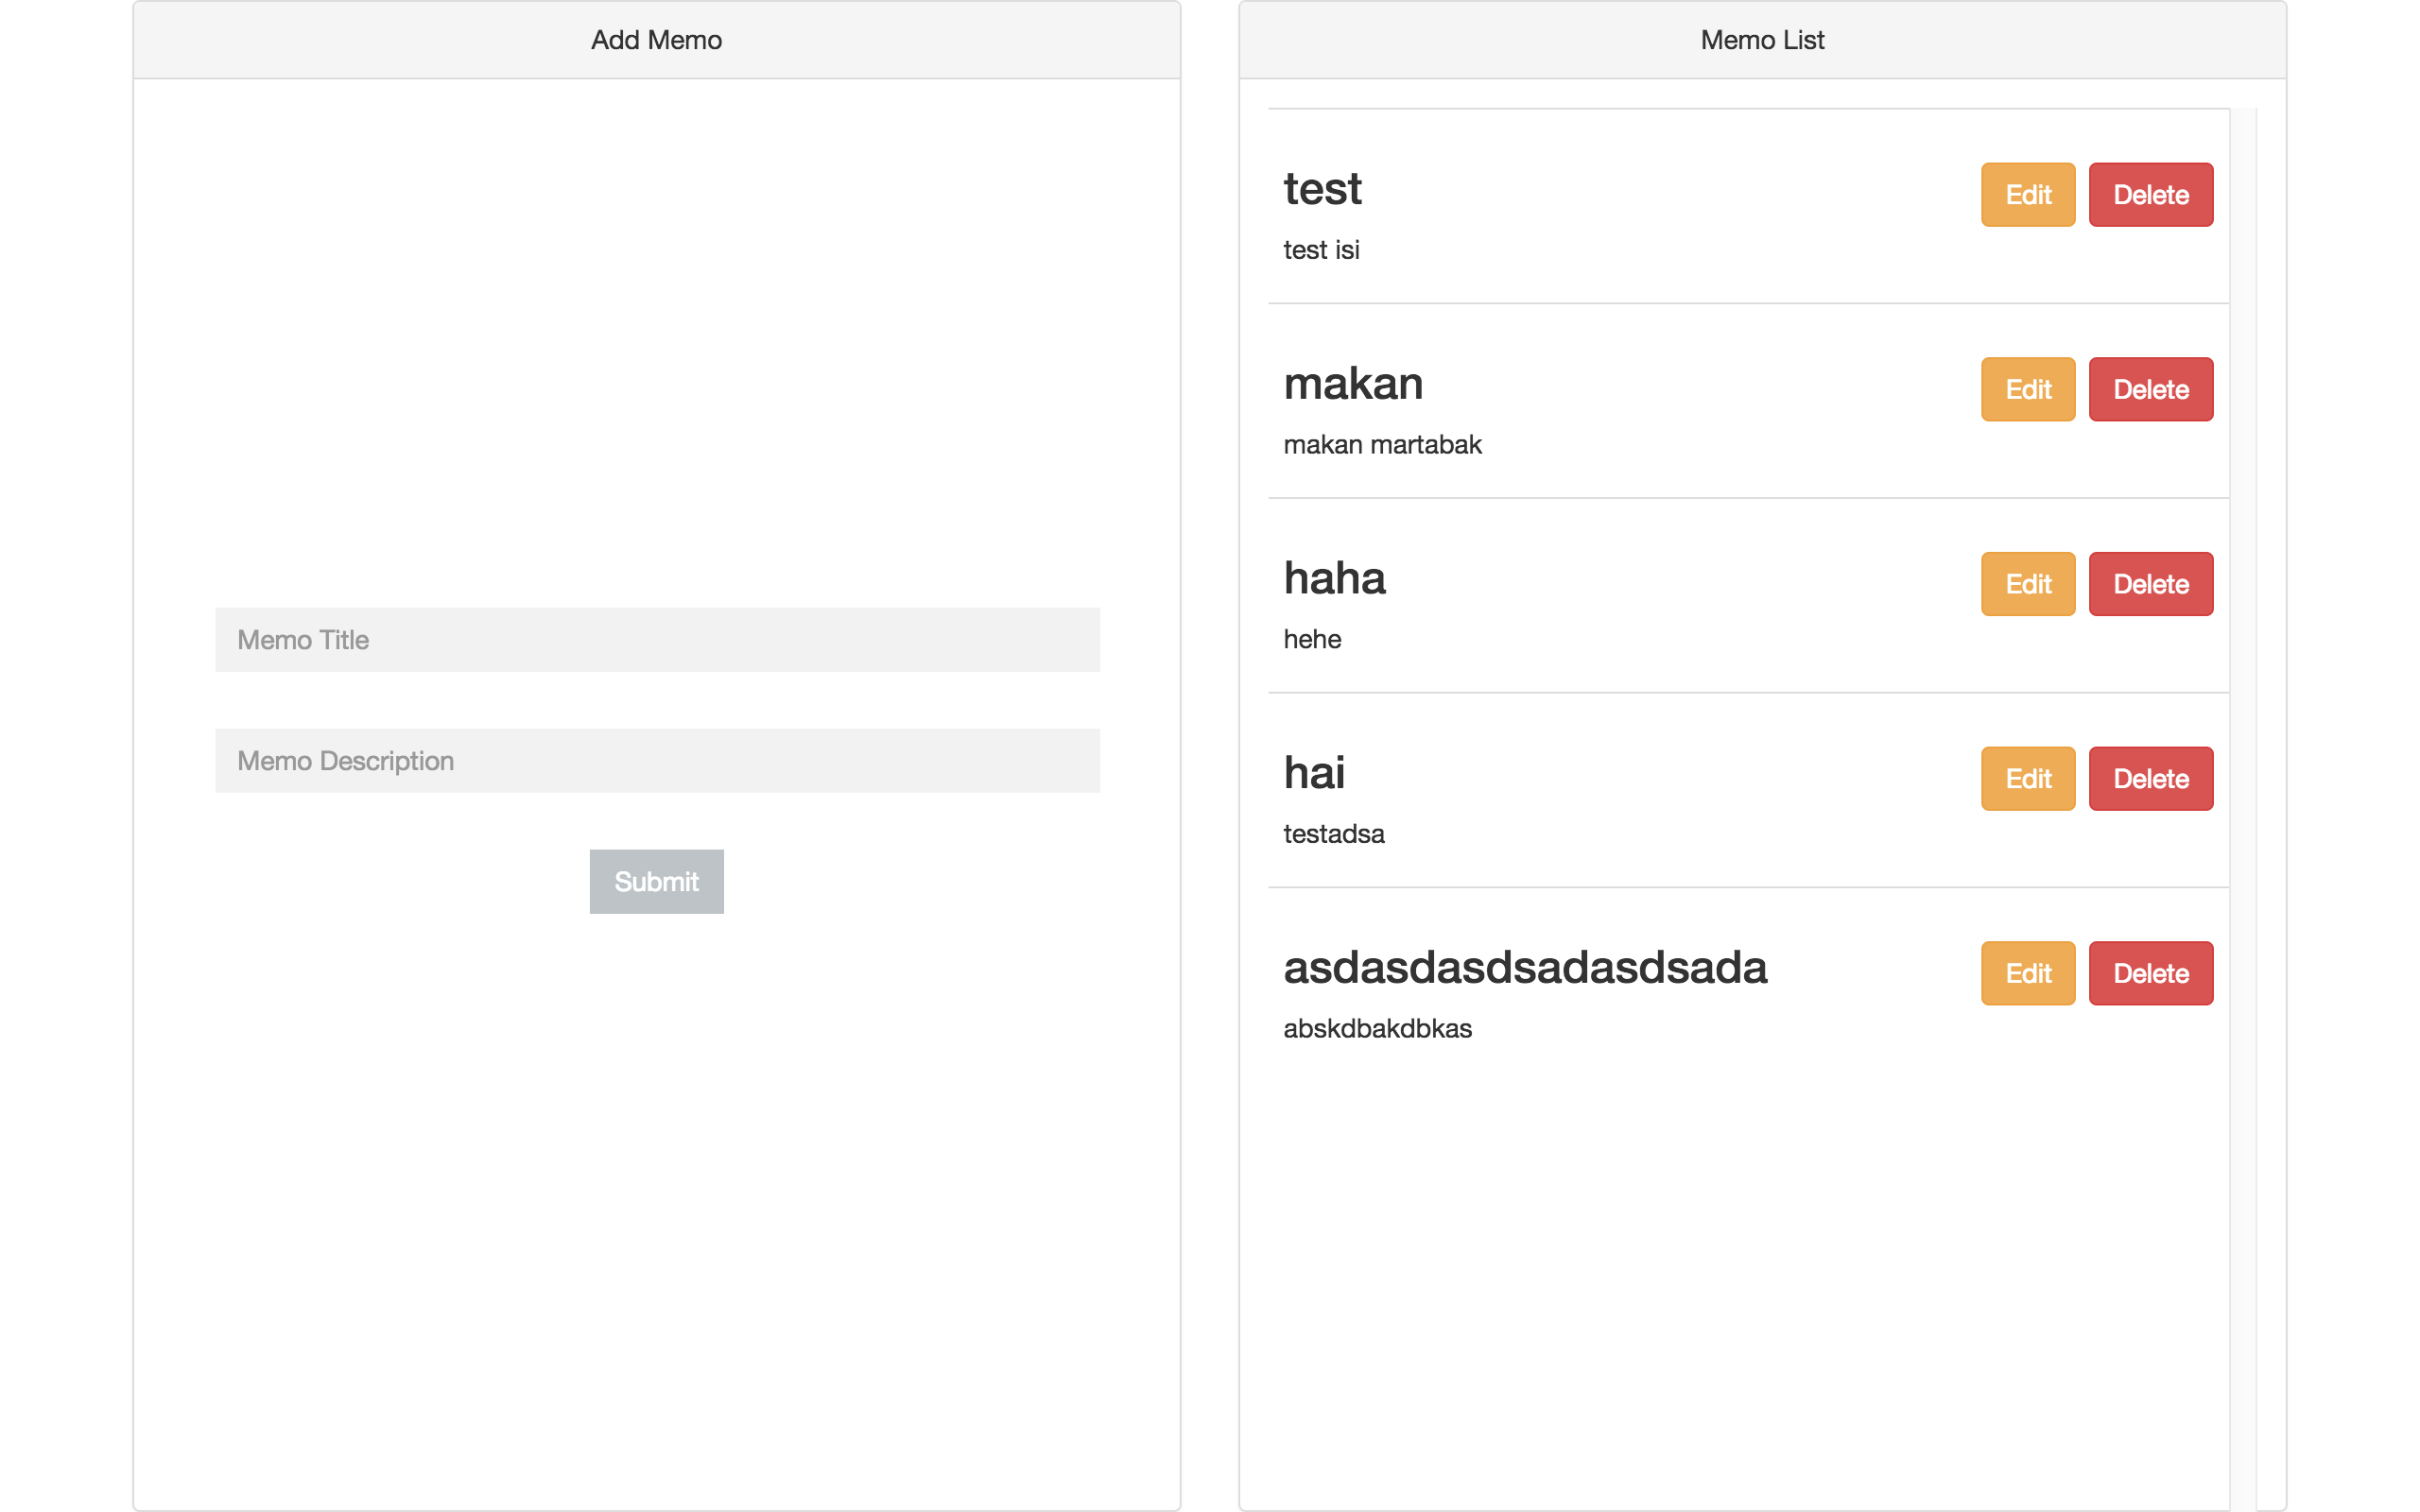 Add Memo
Memo Title
Memo Description
Submit
Memo List
test
Edit Delete
test isi
makan
Edit Delete
makan martabak
haha
Edit Delete
hehe
hai
Edit Delete
testadsa
asdasdasdsadasdsada
Edit Delete
abskdbakdbkas